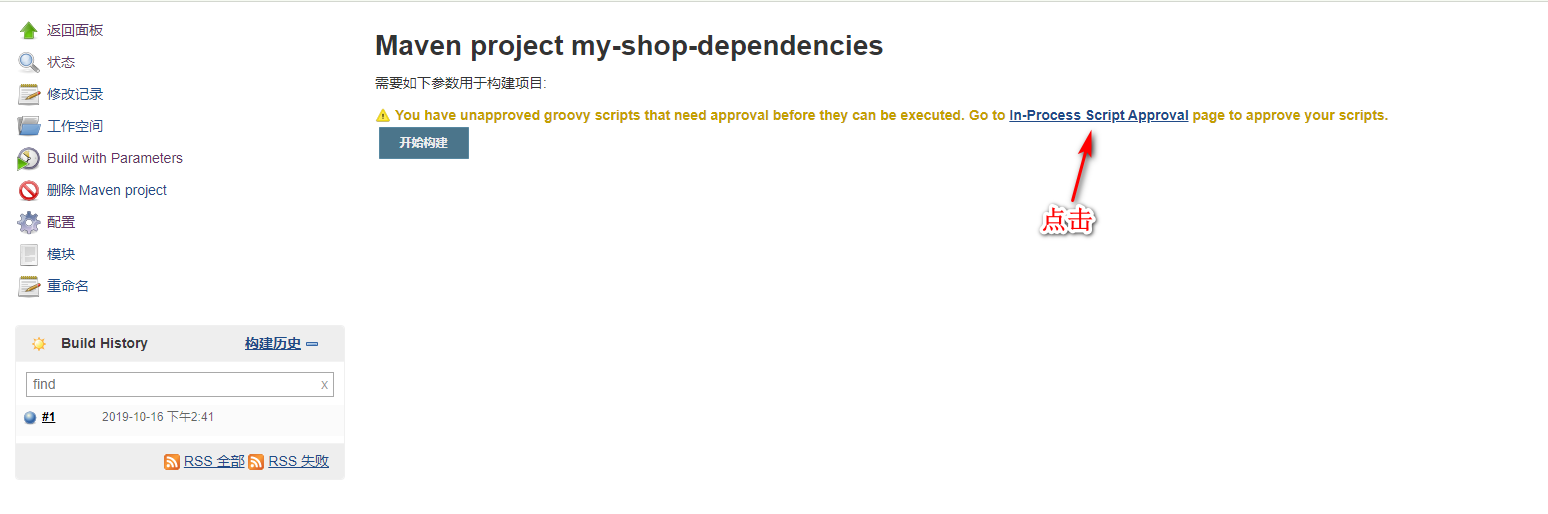 返回面板
状态
修改记录
工作空间
Build with Parameters
删除 Maven project
配置
模块
重命名
Build History 构建历史
find x
#1 2019-10-16 下午2:41
RSS 全部 RSS 失败
Maven project my-shop-dependencies
需要如下参数用于构建项目:
You have unapproved groovy scripts that need approval before they can be executed. Go to In-Process Script Approval page to approve your scripts.
开始构建
点击